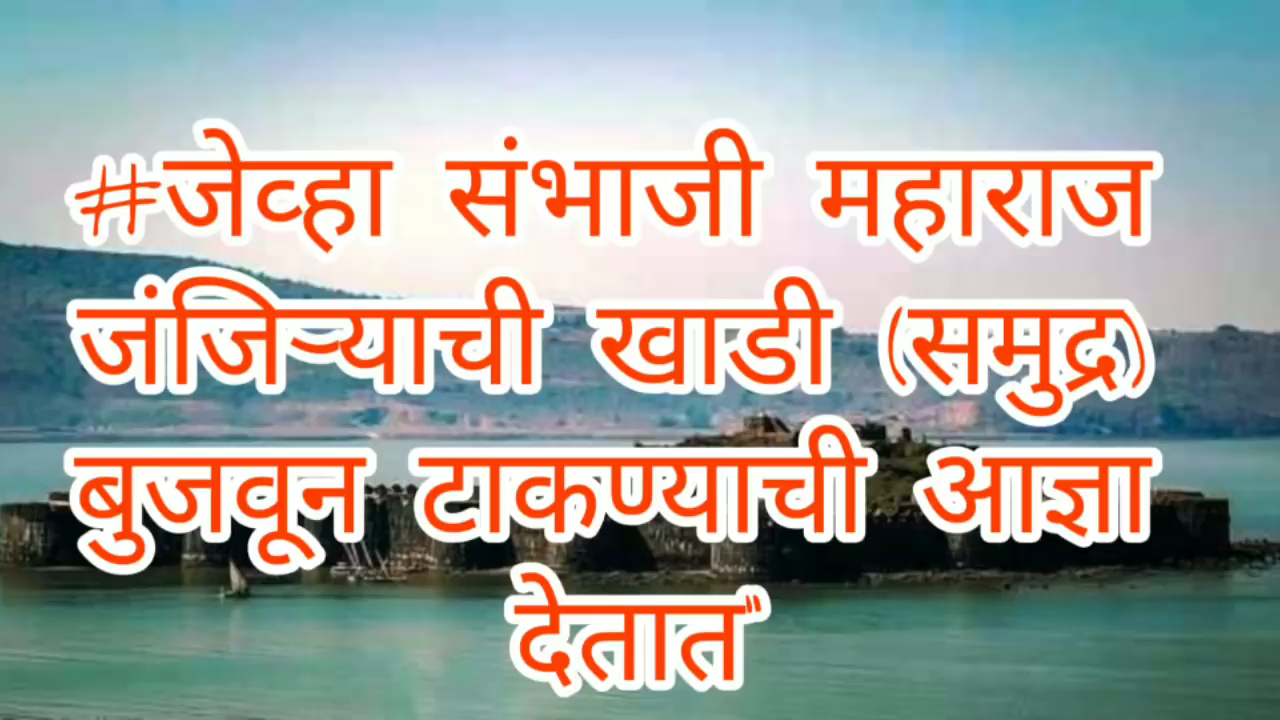 #जेव्हा संभाजी महाराज
जंजिऱ्याची खाडी (समुद्र)
बुजवून टाकण्याची आज्ञा
देतात"